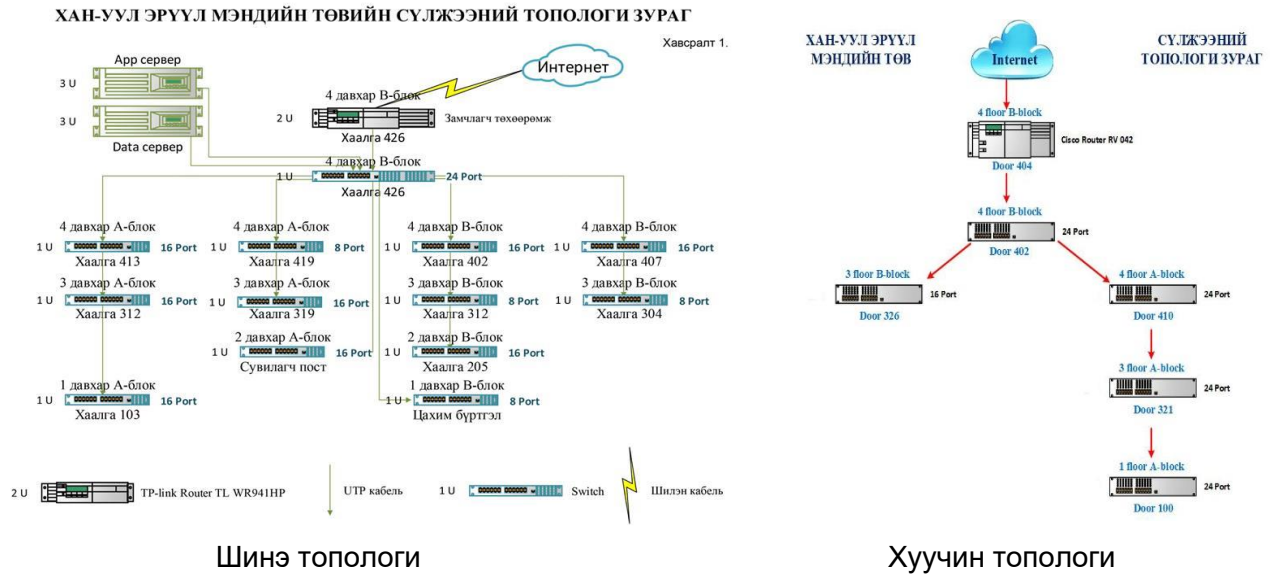 ХАН-УУЛ ЭРҮҮЛ МЭНДИЙН ТӨВИЙН СҮЛЖЭЭНИЙ ТОПОЛОГИ ЗУРАГ
Хавсралт 1.
App сервер
3 U
3 U
Data сервер
Интернет
4 давхар В-блок
2 U
Замчлагч төхөөрөмж
Хаалга 426
4 давхар В-блок
1 U
24 Port
Хаалга 426
4 давхар А-блок
1 U
16 Port
Хаалга 413
4 давхар А-блок
1 U
8 Port
Хаалга 419
4 давхар В-блок
1 U
16 Port
Хаалга 402
4 давхар В-блок
1 U
16 Port
Хаалга 407
3 давхар А-блок
1 U
16 Port
Хаалга 312
3 давхар А-блок
1 U
16 Port
Хаалга 319
3 давхар В-блок
1 U
8 Port
Хаалга 312
3 давхар В-блок
1 U
8 Port
Хаалга 304
2 давхар А-блок
1 U
16 Port
Сувилагч пост
2 давхар В-блок
1 U
16 Port
Хаалга 205
1 давхар А-блок
1 U
16 Port
Хаалга 103
1 давхар В-блок
1 U
8 Port
Цахим бүртгэл
2 U
TP-link Router TL WR941HP
UTP кабель
1 U
Switch
Шилэн кабель
Шинэ топологи
ХАН-УУЛ ЭРҮҮЛ
МЭНДИЙН ТӨВ
СҮЛЖЭЭНИЙ
ТОПОЛОГИ ЗУРАГ
Internet
4 floor B-block
Cisco Router RV 042
Door 404
4 floor B-block
24 Port
Door 402
3 floor B-block
16 Port
Door 326
4 floor A-block
24 Port
Door 410
3 floor A-block
24 Port
Door 321
1 floor A-block
24 Port
Door 100
Хуучин топологи